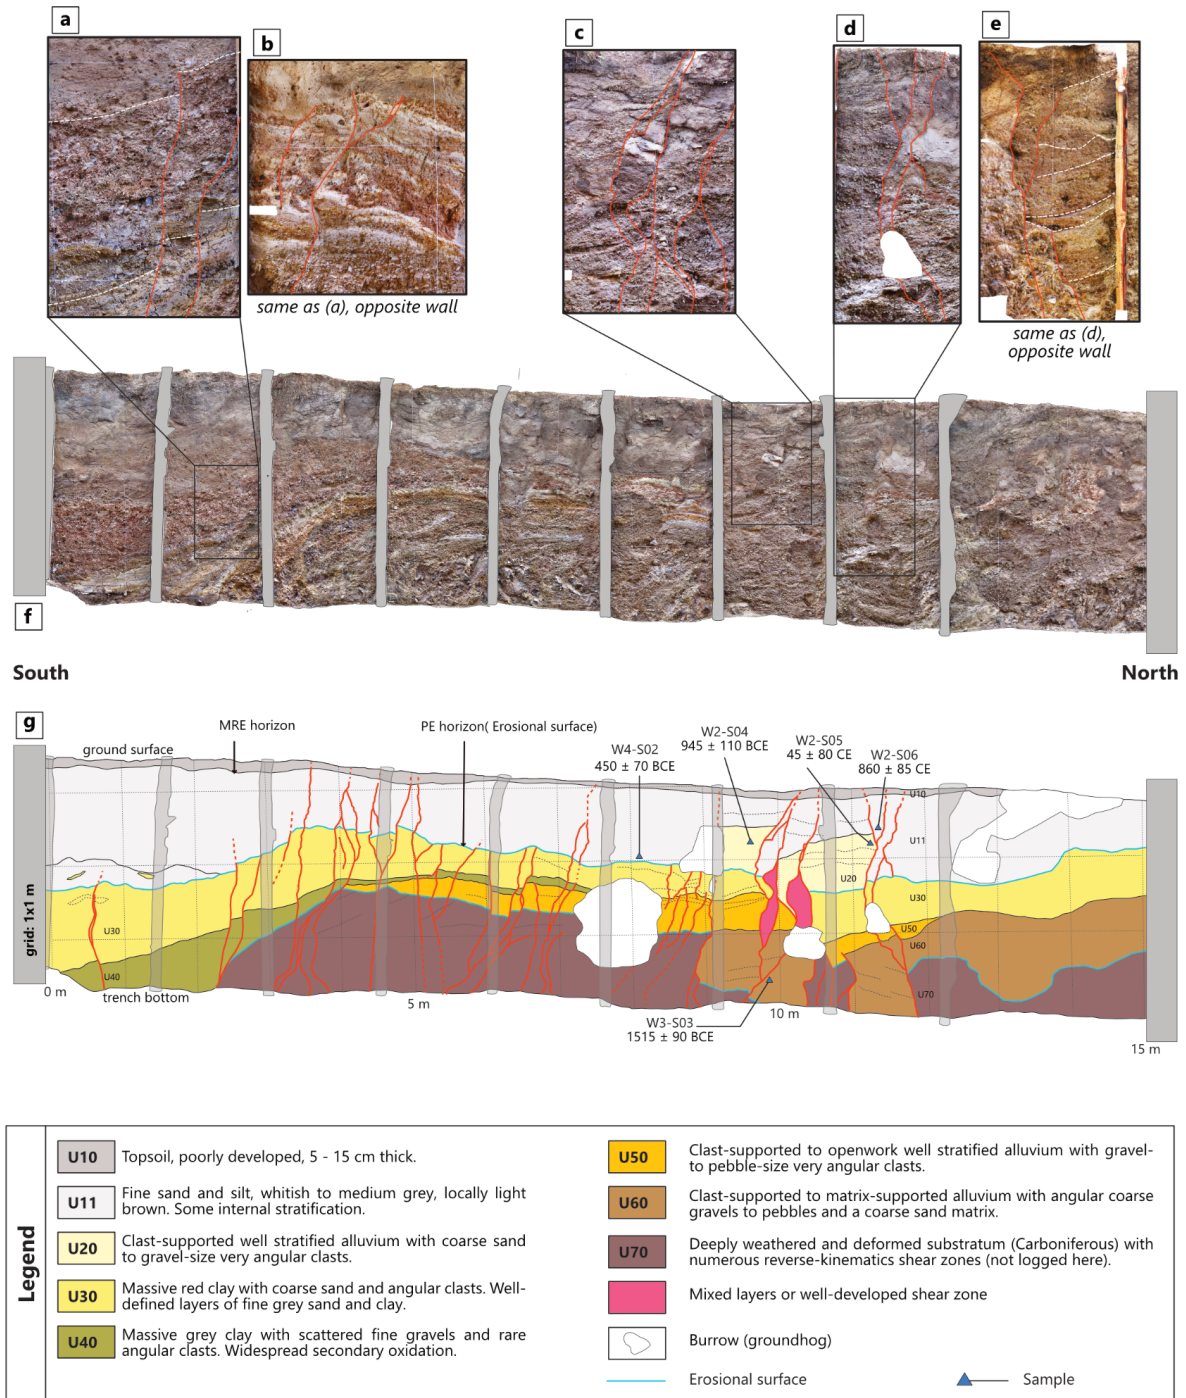 a
b
c
d
e
same as (a), opposite wall
same as (d),
opposite wall
f
South
North
g
MRE horizon
PE horizon( Erosional surface)
ground surface
W4-S02
450 ± 70 BCE
W2-S04
945 ± 110 BCE
W2-S05
45 ± 80 CE
W2-S06
860 ± 85 CE
U10
U11
U20
U30
U50
U60
U70
U30
U40
grid: 1x1 m
0 m
trench bottom
5 m
W3-S03
1515 ± 90 BCE
10 m
15 m
Legend
U10
Topsoil, poorly developed, 5 - 15 cm thick.
U11
Fine sand and silt, whitish to medium grey, locally light
brown. Some internal stratification.
U20
Clast-supported well stratified alluvium with coarse sand
to gravel-size very angular clasts.
U30
Massive red clay with coarse sand and angular clasts. Well-
defined layers of fine grey sand and clay.
U40
Massive grey clay with scattered fine gravels and rare
angular clasts. Widespread secondary oxidation.
U50
Clast-supported to openwork well stratified alluvium with gravel-
to pebble-size very angular clasts.
U60
Clast-supported to matrix-supported alluvium with angular coarse
gravels to pebbles and a coarse sand matrix.
U70
Deeply weathered and deformed substratum (Carboniferous) with
numerous reverse-kinematics shear zones (not logged here).
Mixed layers or well-developed shear zone
Burrow (groundhog)
Erosional surface
Sample